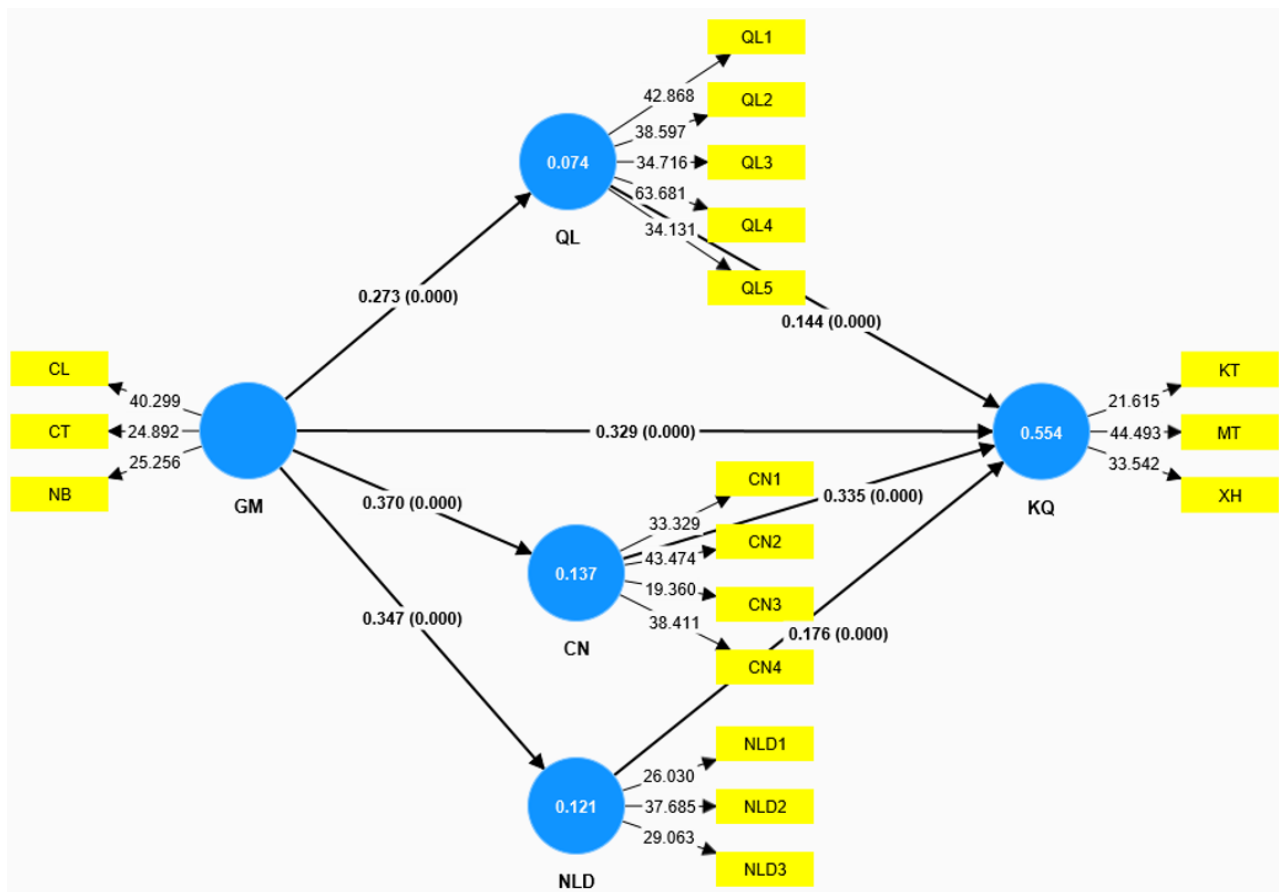 QL1
42.868
QL2
38.597
0.074
34.716
QL3
63.681
QL4
34.131
QL
QL5
0.273 (0.000)
0.144 (0.000)
CL
KT
40.299
21.615
CT
24.892
0.329 (0.000)
0.554
44.493
MT
25.256
33.542
NB
CN1
XH
GM
0.370 (0.000)
0.335 (0.000)
KQ
33.329
CN2
43.474
0.137
19.360
CN3
0.347 (0.000)
38.411
0.176 (0.000)
CN
CN4
NLD1
26.030
0.121
37.685
NLD2
29.063
NLD3
NLD